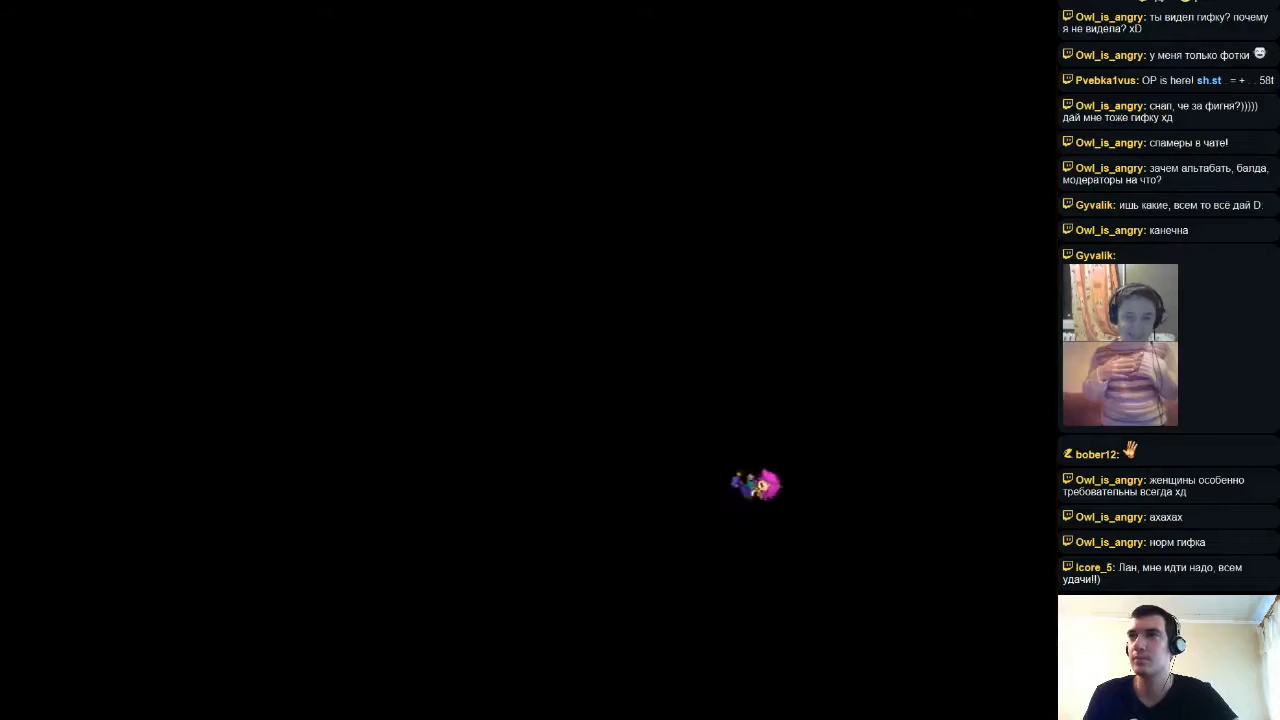 Owl_is_angry: ты видел гифку? почему
я не видела? xD
Owl_is_angry: у меня только фотки
Pvebka1vus: OP is here! sh.st = + . . 58t
Owl_is_angry: снап, че за фигня?)))))
дай мне тоже гифку хд
Owl_is_angry: спамеры в чате!
Owl_is_angry: зачем альтабать, балда,
модераторы на что?
Gyvalik: ишь какие, всем то всё дай D:
Owl_is_angry: канечна
Gyvalik:
bober12:
Owl_is_angry: женщины особенно
требовательны всегда хд
Owl_is_angry: ахахах
Owl_is_angry: норм гифка
Icore_5: Лан, мне идти надо, всем
удачи!!)